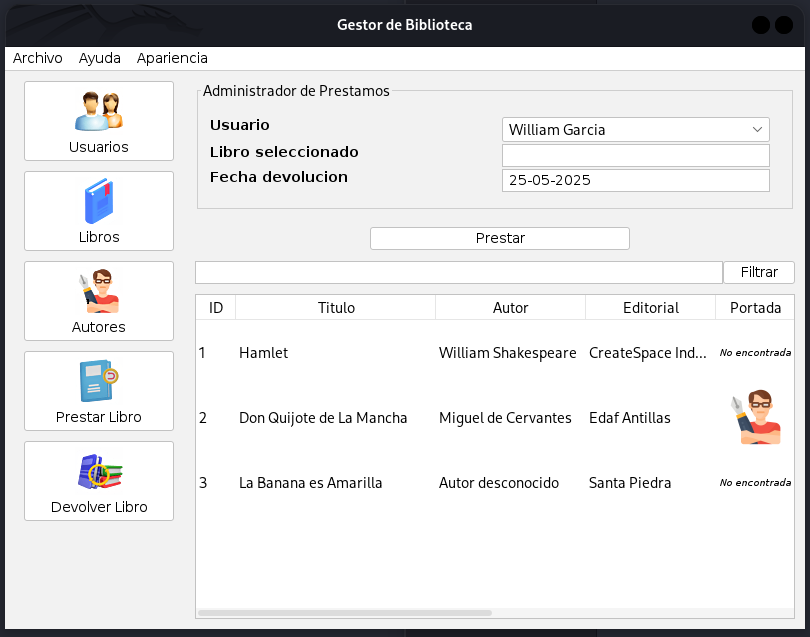 Gestor de Biblioteca
Archivo Ayuda Apariencia
Usuarios
Libros
Autores
Prestar Libro
Devolver Libro
Administrador de Prestamos
Usuario William Garcia
Libro seleccionado
Fecha devolucion 25-05-2025
Prestar
Filtrar
ID Titulo Autor Editorial Portada
1 Hamlet William Shakespeare CreateSpace Ind... No encontrada
2 Don Quijote de La Mancha Miguel de Cervantes Edaf Antillas
3 La Banana es Amarilla Autor desconocido Santa Piedra No encontrada